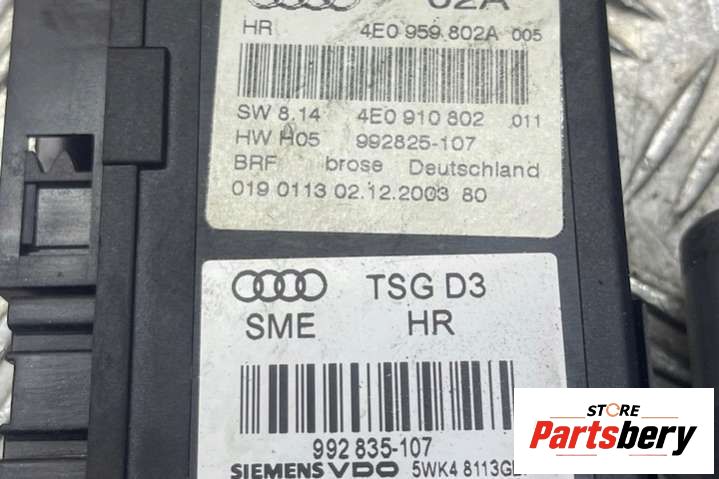 02A
HR 4E0 959 802A 005
SW 8.14 4E0 910 802 011
HW H05 992825-107
BRF brose Deutschland
019 0113 02.12.2003 80
TSG D3
SME HR
992 835-107
SIEMENS VDO 5WK4 8113
STORE
Partsbery